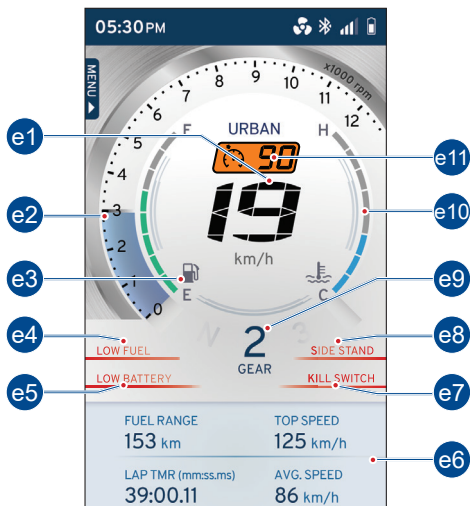 05:30 PM
MENU
0
1
2
3
4
5
6
7
8
9
10
11
12
x1000 rpm
F
URBAN
H
90
19
km/h
E
C
N
2
3
GEAR
LOW FUEL
SIDE STAND
LOW BATTERY
KILL SWITCH
FUEL RANGE
TOP SPEED
153 km
125 km/h
LAP TMR (mm:ss.ms)
AVG. SPEED
39:00.11
86 km/h
e1
e2
e3
e4
e5
e6
e7
e8
e9
e10
e11